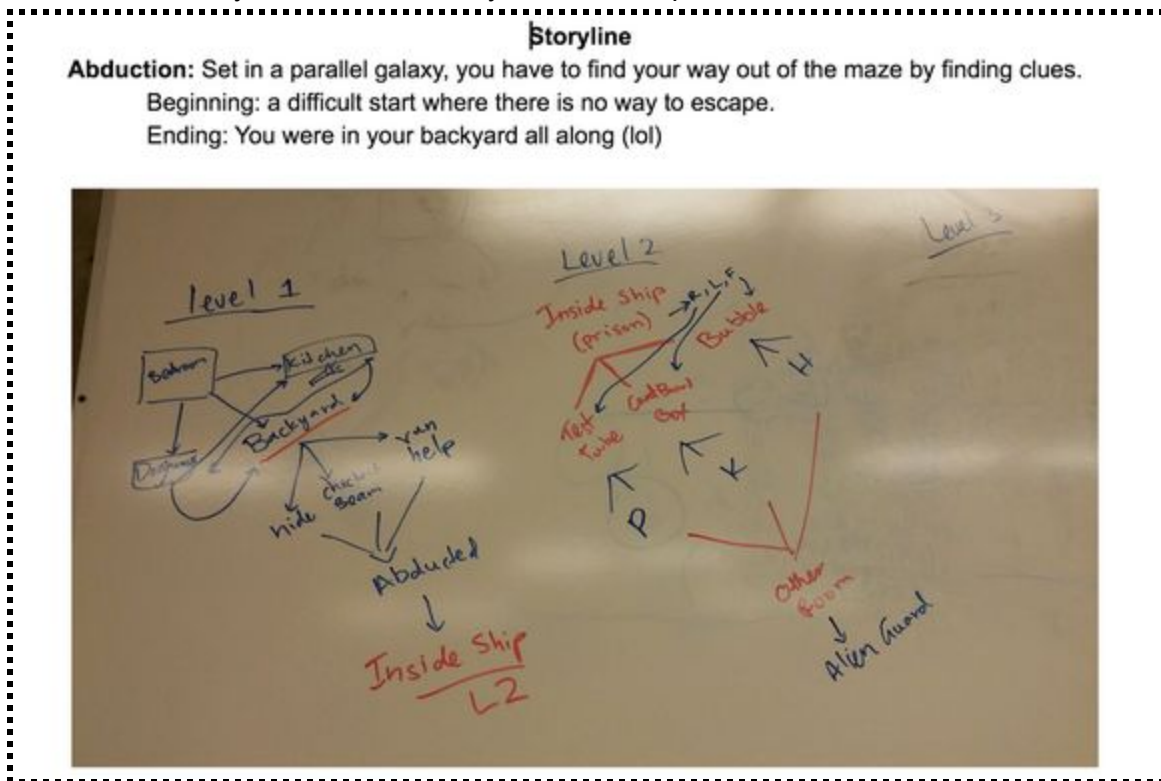 Storyline
Abduction: Set in a parallel galaxy, you have to find your way out of the maze by finding clues.
Beginning: a difficult start where there is no way to escape.
Ending: You were in your backyard all along (lol)
level 1
Kitchen
Backyard
hide
ran
help
Abducted
Inside Ship
L2
Level 2
Inside Ship
(prison)
R, L, F
Bubble
Test
Tube
Box
H
K
P
Other
Room
Alien Guard
Level 3